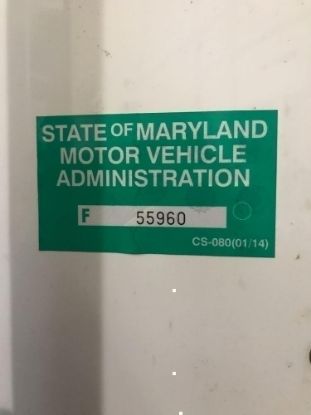 STATE OF MARYLAND
MOTOR VEHICLE
ADMINISTRATION
F 55960
CS-080(01/14)